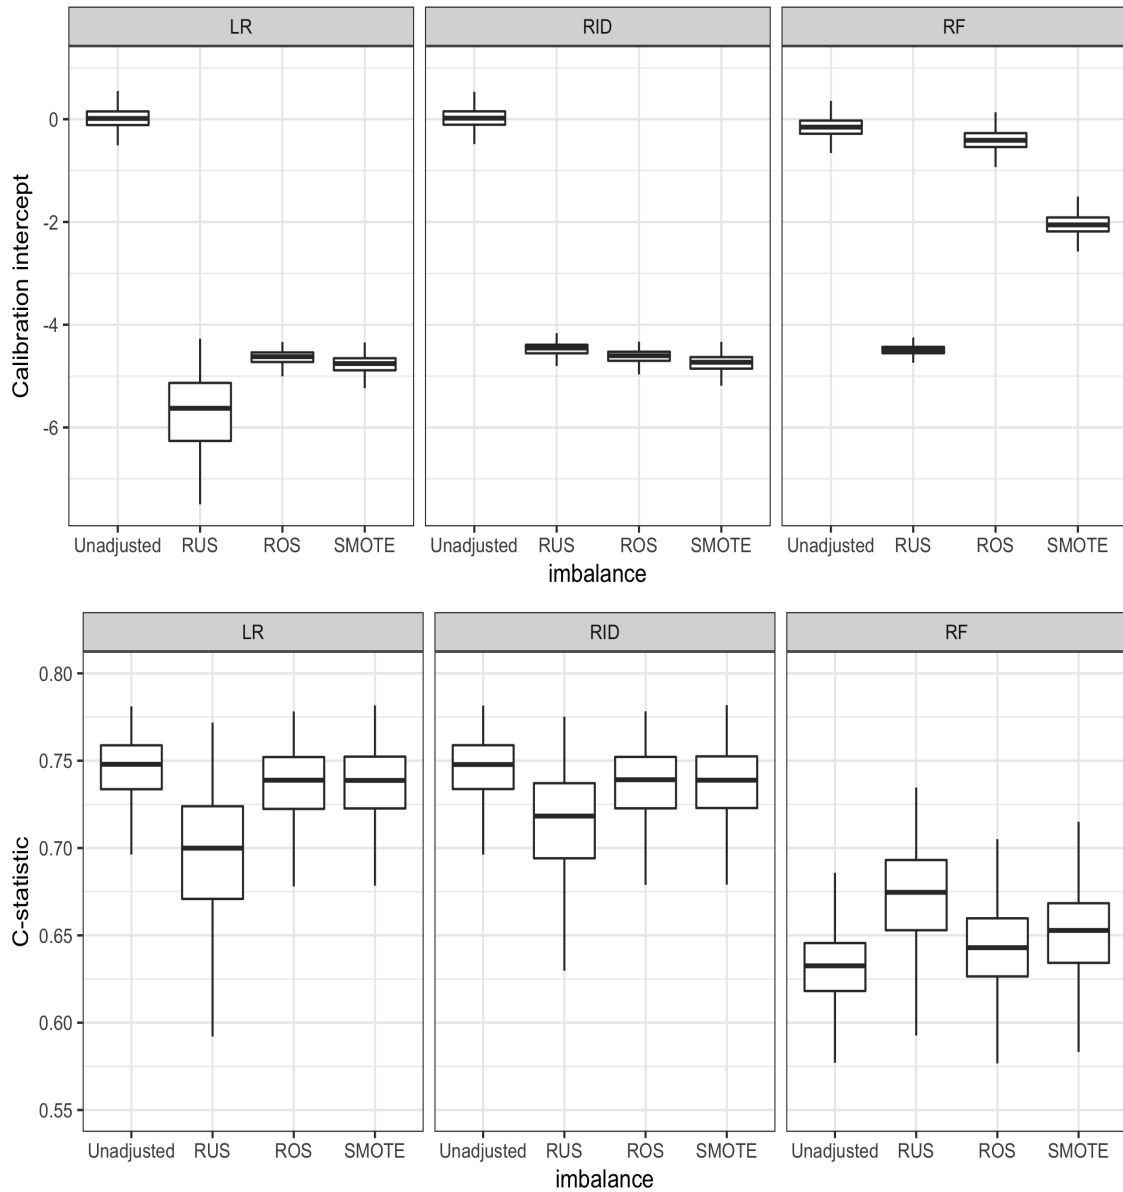 LR RID RF
Calibration intercept
0
-2
-4
-6
Unadjusted RUS ROS SMOTE Unadjusted RUS ROS SMOTE Unadjusted RUS ROS SMOTE
imbalance
LR RID RF
C-statistic
0.80
0.75
0.70
0.65
0.60
0.55
Unadjusted RUS ROS SMOTE Unadjusted RUS ROS SMOTE Unadjusted RUS ROS SMOTE
imbalance